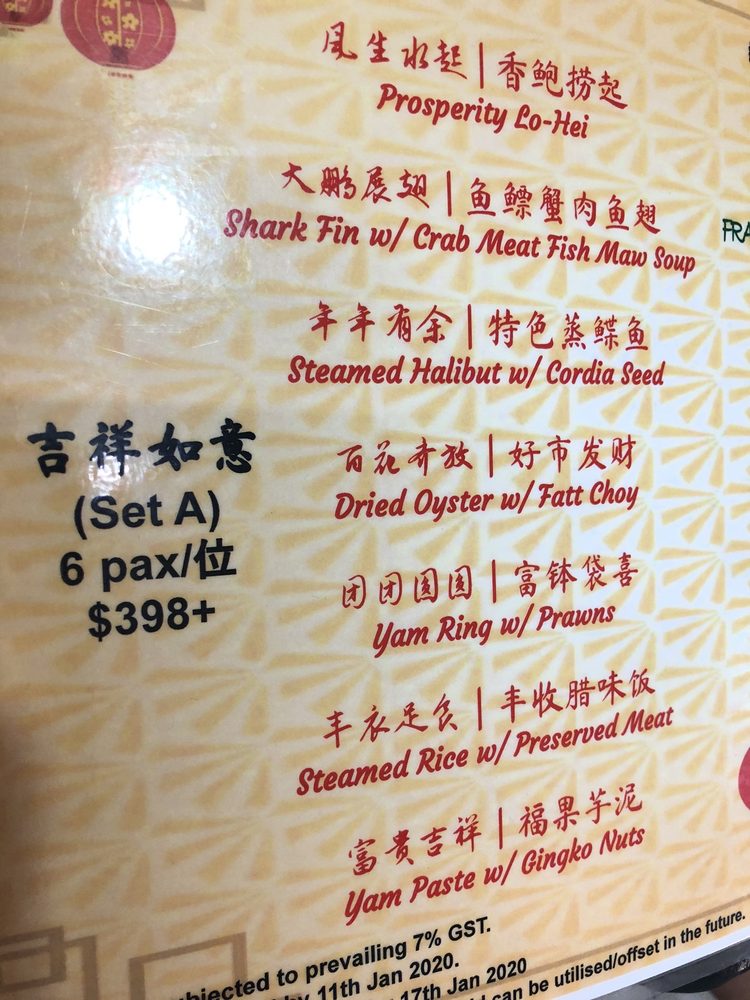 風生水起 | 香鲍捞起
Prosperity Lo-Hei
大鹏展翅 | 鱼鳔蟹肉鱼翅
Shark Fin w/ Crab Meat Fish Maw Soup
年年有余 | 特色蒸鲽鱼
Steamed Halibut w/ Cordia Seed
吉祥如意
(Set A)
6 pax/位
$398+
百花齐放 | 好市发财
Dried Oyster w/ Fatt Choy
团团圆圆 | 富钵袋喜
Yam Ring w/ Prawns
丰衣足食 | 丰收腊味饭
Steamed Rice w/ Preserved Meat
富貴吉祥 | 福果芋泥
Yam Paste w/ Gingko Nuts
FRA
to prevailing 7% GST.
by 11th Jan 2020.
17th Jan 2020
can be utilised/offset in the future.